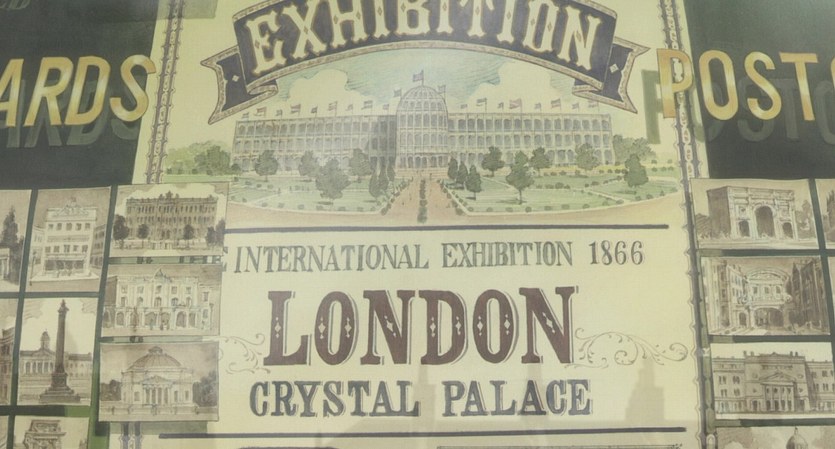 EXHIBITION
ARDS
POST
INTERNATIONAL EXHIBITION 1866
LONDON
CRYSTAL PALACE